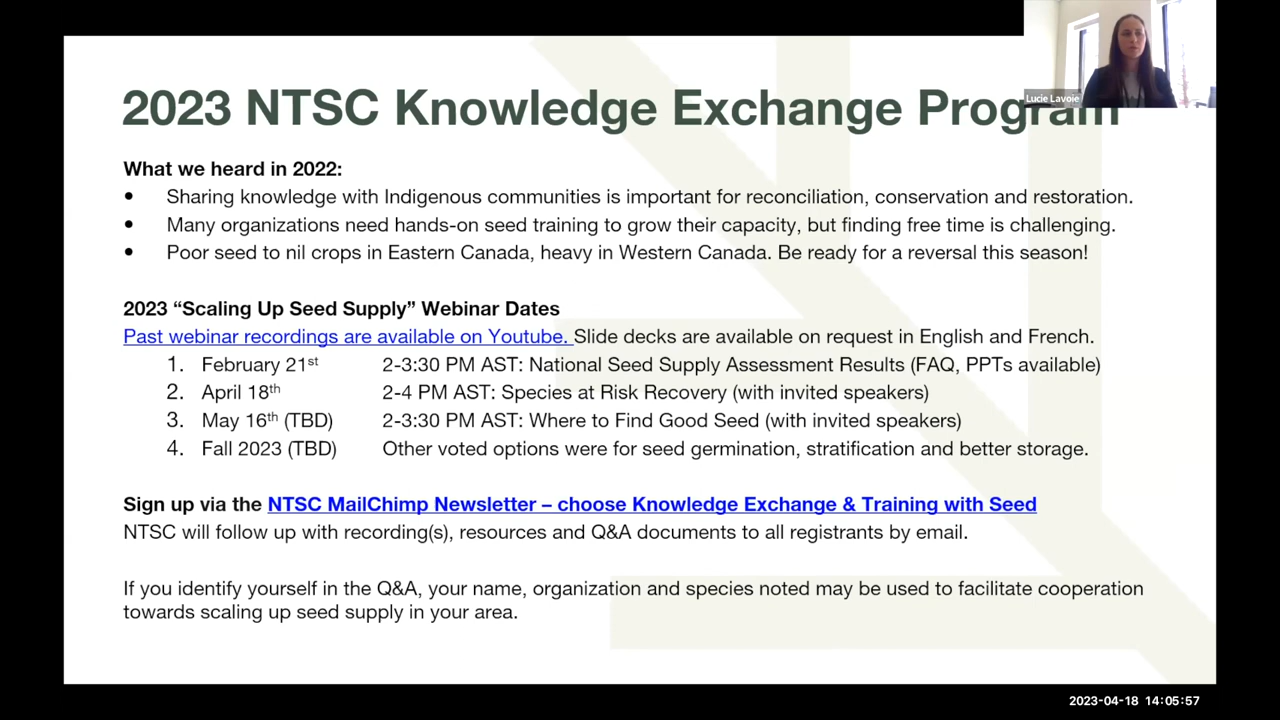 2023 NTSC Knowledge Exchange Program
Lucie Lavoie
What we heard in 2022:
• Sharing knowledge with Indigenous communities is important for reconciliation, conservation and restoration.
• Many organizations need hands-on seed training to grow their capacity, but finding free time is challenging.
• Poor seed to nil crops in Eastern Canada, heavy in Western Canada. Be ready for a reversal this season!
2023 “Scaling Up Seed Supply” Webinar Dates
Past webinar recordings are available on Youtube. Slide decks are available on request in English and French.
1. February 21st 2-3:30 PM AST: National Seed Supply Assessment Results (FAQ, PPTs available)
2. April 18th 2-4 PM AST: Species at Risk Recovery (with invited speakers)
3. May 16th (TBD) 2-3:30 PM AST: Where to Find Good Seed (with invited speakers)
4. Fall 2023 (TBD) Other voted options were for seed germination, stratification and better storage.
Sign up via the NTSC MailChimp Newsletter – choose Knowledge Exchange & Training with Seed
NTSC will follow up with recording(s), resources and Q&A documents to all registrants by email.
If you identify yourself in the Q&A, your name, organization and species noted may be used to facilitate cooperation
towards scaling up seed supply in your area.
2023-04-18 14:05:57